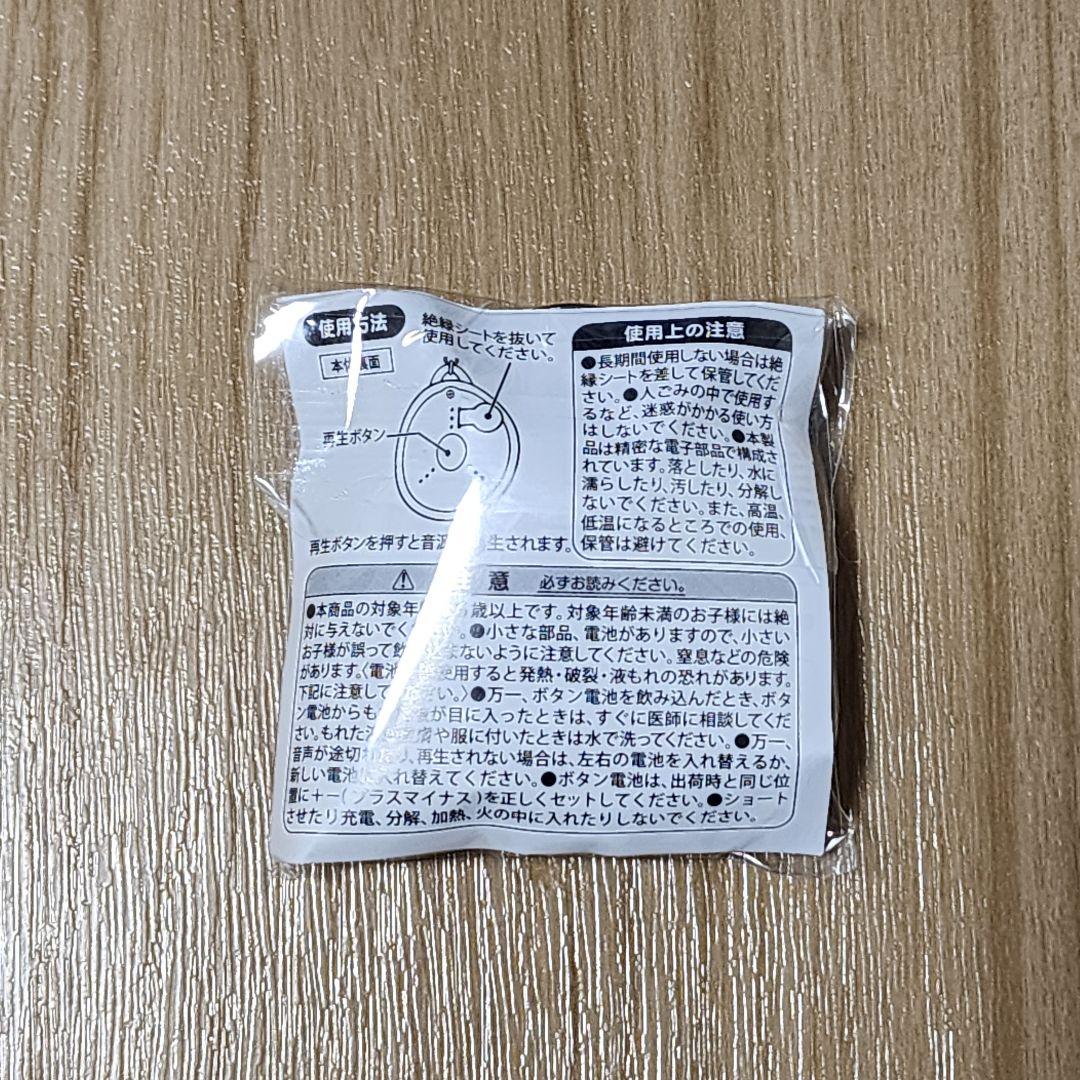 使用方法
絶縁シートを抜いて
使用してください。
本体裏面
再生ボタン
再生ボタンを押すと音 生されます。
使用上の注意
●長期間使用しない場合は絶
縁シートを差して保管してくだ
さい。●人ごみの中で使用す
るなど、迷惑がかかる使い方
はしないでください。●本製
品は精密な電子部品で構成さ
れています。落としたり、水に
濡らしたり、汚したり、分解し
ないでください。また、高温、
低温になるところでの使用、
保管は避けてください。
⚠ 注意 必ずお読みください。
●本商品の対象年 歳以上です。対象年齢未満のお子様には絶
対に与えないでく 。●小さな部品、電池がありますので、小さい
お子様が誤って飲 まないように注意してください。窒息などの危険
があります。〈電池 使用すると発熱・破裂・液もれの恐れがあります。
下記に注意して ださい。〉●万一、ボタン電池を飲み込んだとき、ボタ
ン電池からも 液が目に入ったときは、すぐに医師に相談してくだ
さい。もれた や服に付いたときは水で洗ってください。●万一、
音声が途切れたり、再生されない場合は、左右の電池を入れ替えるか、
新しい電池に入れ替えてください。●ボタン電池は、出荷時と同じ位
置に＋－(プラスマイナス)を正しくセットしてください。●ショート
させたり充電、分解、加熱、火の中に入れたりしないでください。